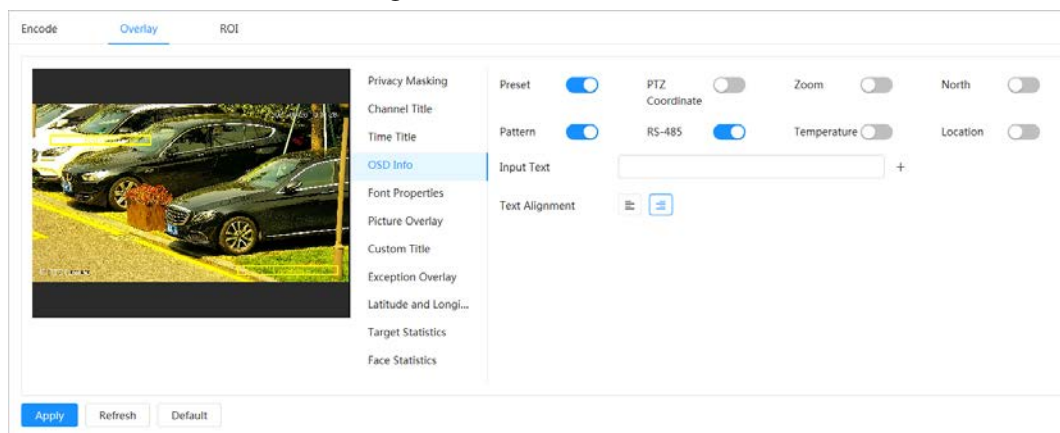 Encode Overlay ROI
Privacy Masking
Channel Title
Time Title
OSD Info
Font Properties
Picture Overlay
Custom Title
Exception Overlay
Latitude and Longi...
Target Statistics
Face Statistics
Preset PTZ Coordinate Zoom North
Pattern RS-485 Temperature Location
Input Text +
Text Alignment
Apply Refresh Default